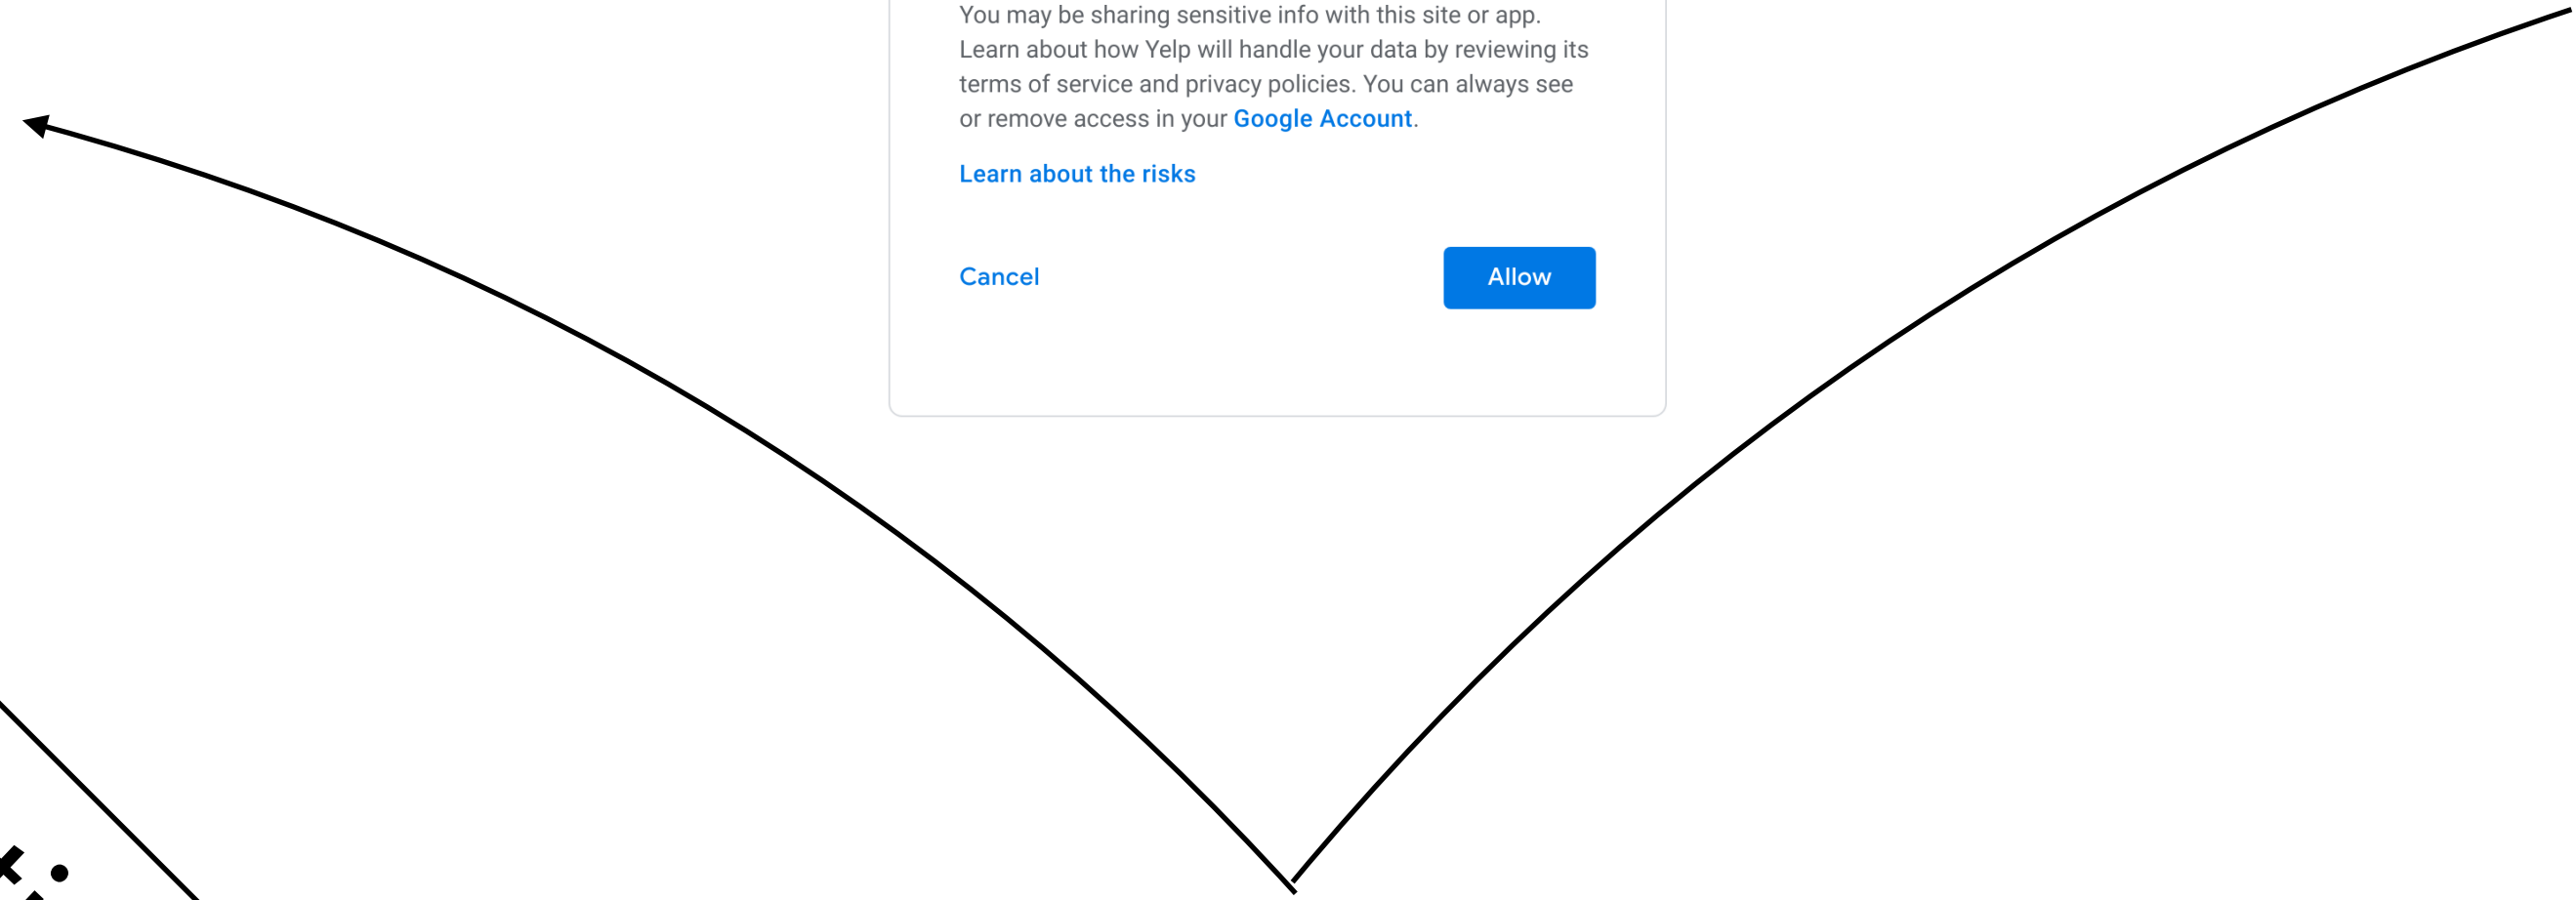 You may be sharing sensitive info with this site or app.
Learn about how Yelp will handle your data by reviewing its
terms of service and privacy policies. You can always see
or remove access in your Google Account.
Learn about the risks
Cancel
Allow